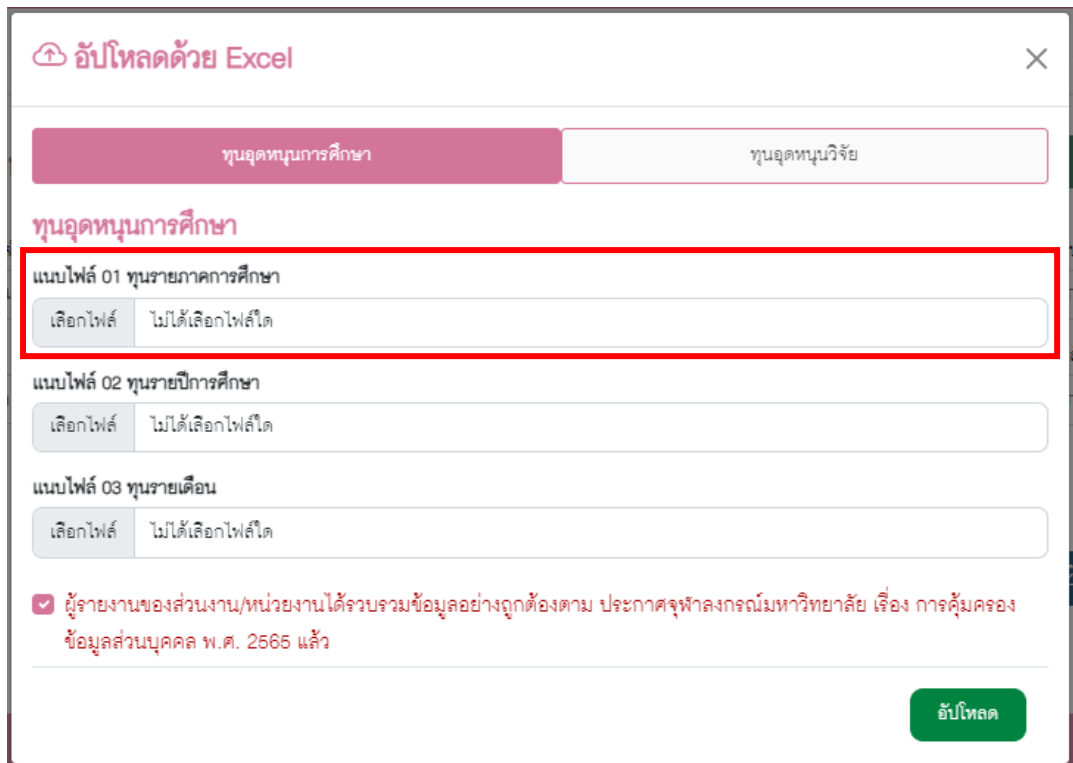 อัปโหลดด้วย Excel
ทุนอุดหนุนการศึกษา
ทุนอุดหนุนวิจัย
ทุนอุดหนุนการศึกษา
แนบไฟล์ 01 ทุนรายภาคการศึกษา
เลือกไฟล์ ไม่ได้เลือกไฟล์ใด
แนบไฟล์ 02 ทุนรายปีการศึกษา
เลือกไฟล์ ไม่ได้เลือกไฟล์ใด
แนบไฟล์ 03 ทุนรายเดือน
เลือกไฟล์ ไม่ได้เลือกไฟล์ใด
ผู้รายงานของส่วนงาน/หน่วยงานได้รวบรวมข้อมูลอย่างถูกต้องตาม ประกาศจุฬาลงกรณ์มหาวิทยาลัย เรื่อง การคุ้มครอง
ข้อมูลส่วนบุคคล พ.ศ. 2565 แล้ว
อัปโหลด